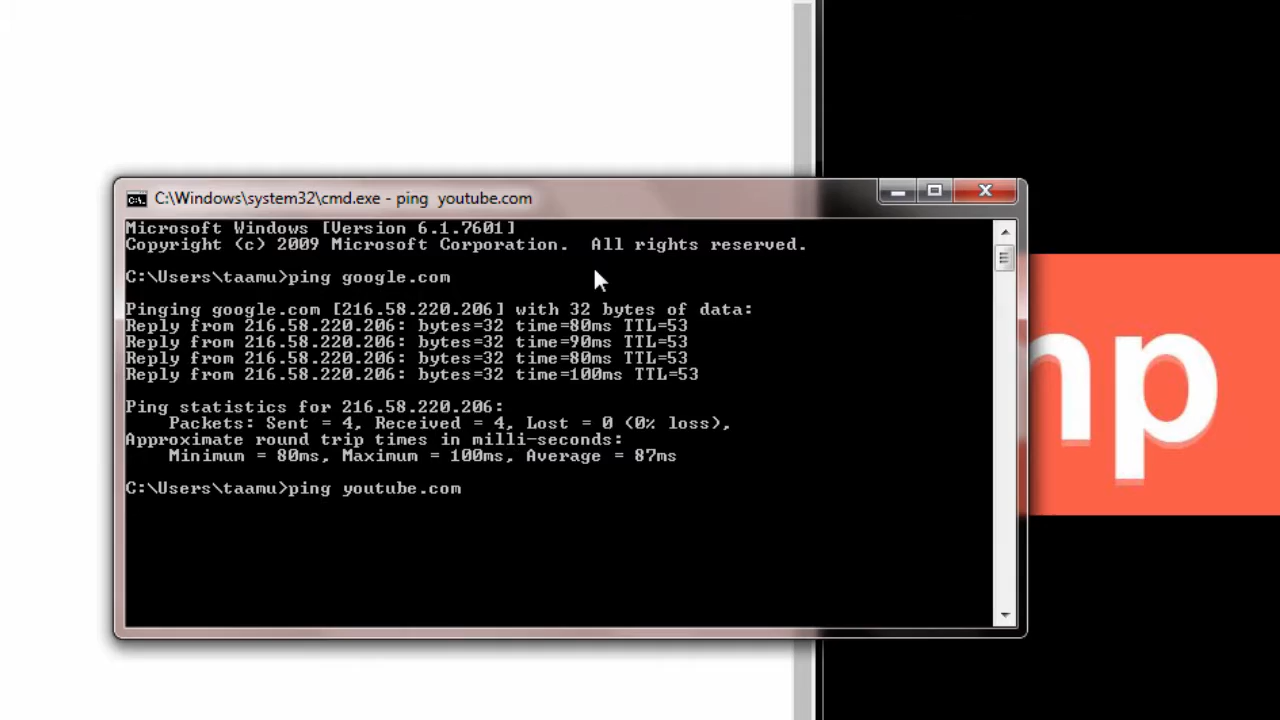 C:\Windows\system32\cmd.exe - ping  youtube.com
Microsoft Windows [Version 6.1.7601]
Copyright (c) 2009 Microsoft Corporation.  All rights reserved.
C:\Users\taamu>ping google.com
Pinging google.com [216.58.220.206] with 32 bytes of data:
Reply from 216.58.220.206: bytes=32 time=80ms TTL=53
Reply from 216.58.220.206: bytes=32 time=90ms TTL=53
Reply from 216.58.220.206: bytes=32 time=80ms TTL=53
Reply from 216.58.220.206: bytes=32 time=100ms TTL=53
Ping statistics for 216.58.220.206:
Packets: Sent = 4, Received = 4, Lost = 0 (0% loss),
Approximate round trip times in milli-seconds:
Minimum = 80ms, Maximum = 100ms, Average = 87ms
C:\Users\taamu>ping youtube.com